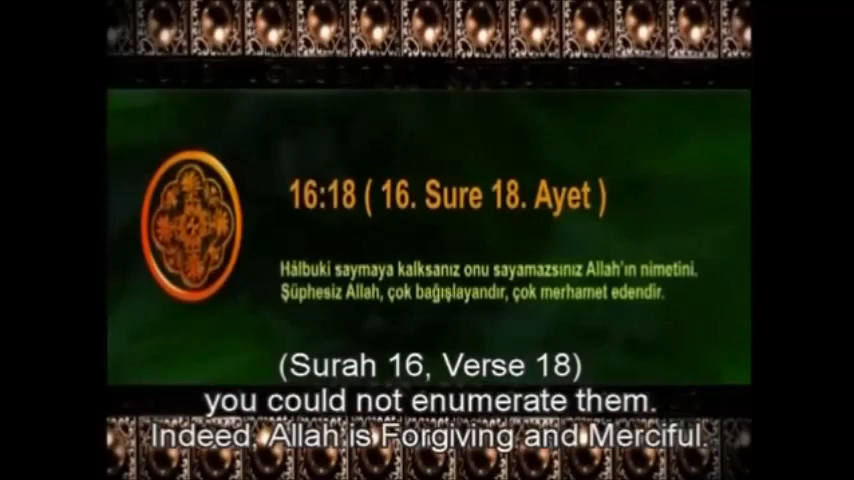 16:18 ( 16. Sure 18. Ayet )
Hâlbuki saymaya kalksanız onu sayamazsınız Allah'ın nimetini.
Şüphesiz Allah, çok bağışlayandır, çok merhamet edendir.
(Surah 16, Verse 18)
you could not enumerate them.
Indeed, Allah is Forgiving and Merciful.